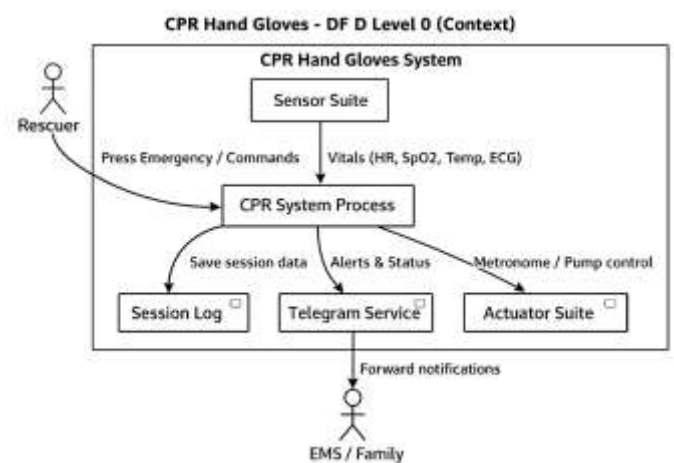 CPR Hand Gloves - DF D Level 0 (Context)
CPR Hand Gloves System
Sensor Suite
Rescuer
Press Emergency / Commands
Vitals (HR, SpO2, Temp, ECG)
CPR System Process
Save session data
Alerts & Status
Metronome / Pump control
Session Log
Telegram Service
Actuator Suite
Forward notifications
EMS / Family